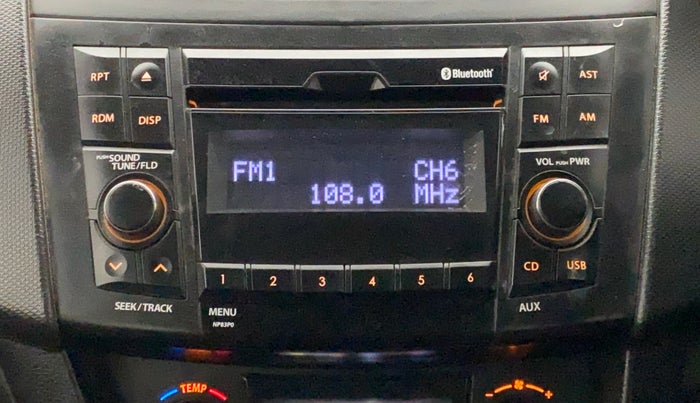 Bluetooth
RPT
AST
RDM
DISP
FM
AM
PUSH SOUND
TUNE/FLD
VOL PUSH PWR
FM1 CH6
108.0 MHz
CD
USB
1 2 3 4 5 6
SEEK/TRACK
MENU
AUX
NP83P0
TEMP
- +